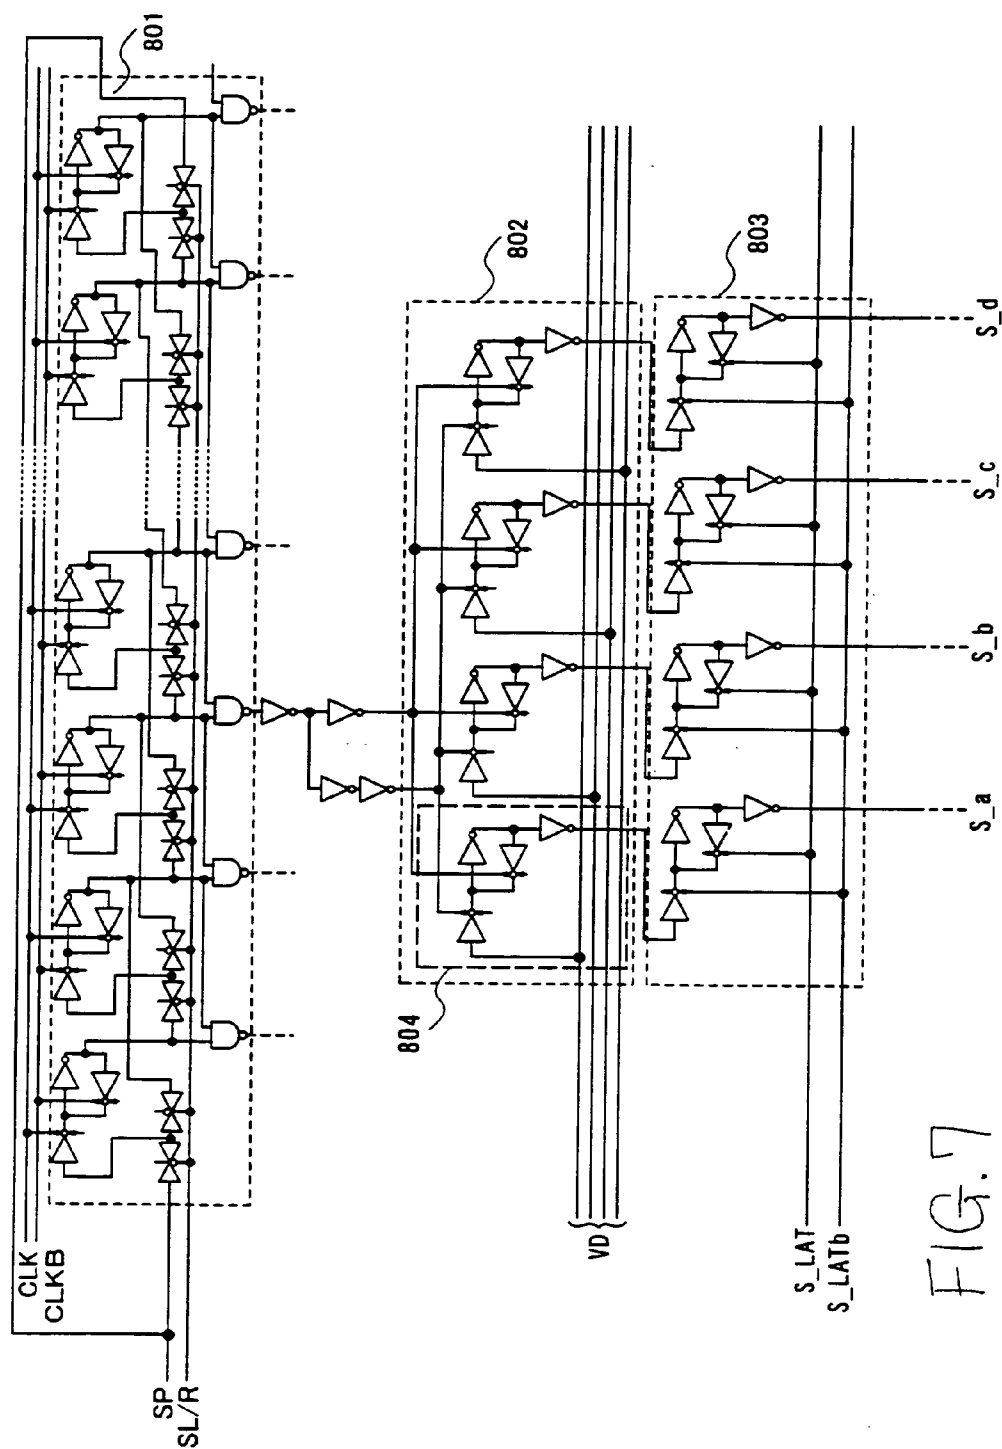 801
CLK
CLKB
SP
SL/R
802
804
VD
803
S_LAT
S_LATb
S_a
S_b
S_c
S_d
FIG. 7